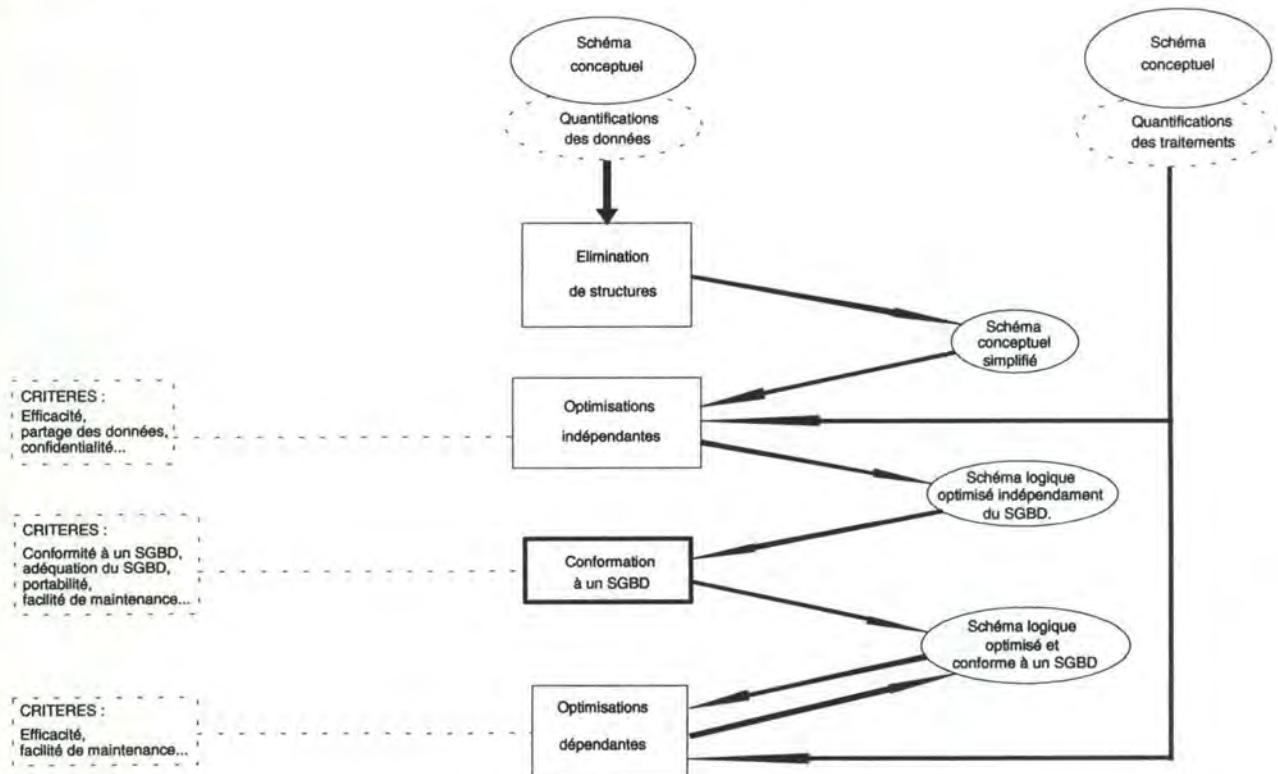 Schéma
conceptuel
Quantifications
des données
Schéma
conceptuel
Quantifications
des traitements
Elimination
de structures
Schéma
conceptuel
simplifié
CRITERES :
Efficacité,
partage des données,
confidentialité...
Optimisations
indépendantes
Schéma logique
optimisé indépendament
du SGBD.
CRITERES :
Conformité à un SGBD,
adéquation du SGBD,
portabilité,
facilité de maintenance...
Conformation
à un SGBD
Schéma logique
optimisé et
conforme à un SGBD
CRITERES :
Efficacité,
facilité de maintenance...
Optimisations
dépendantes